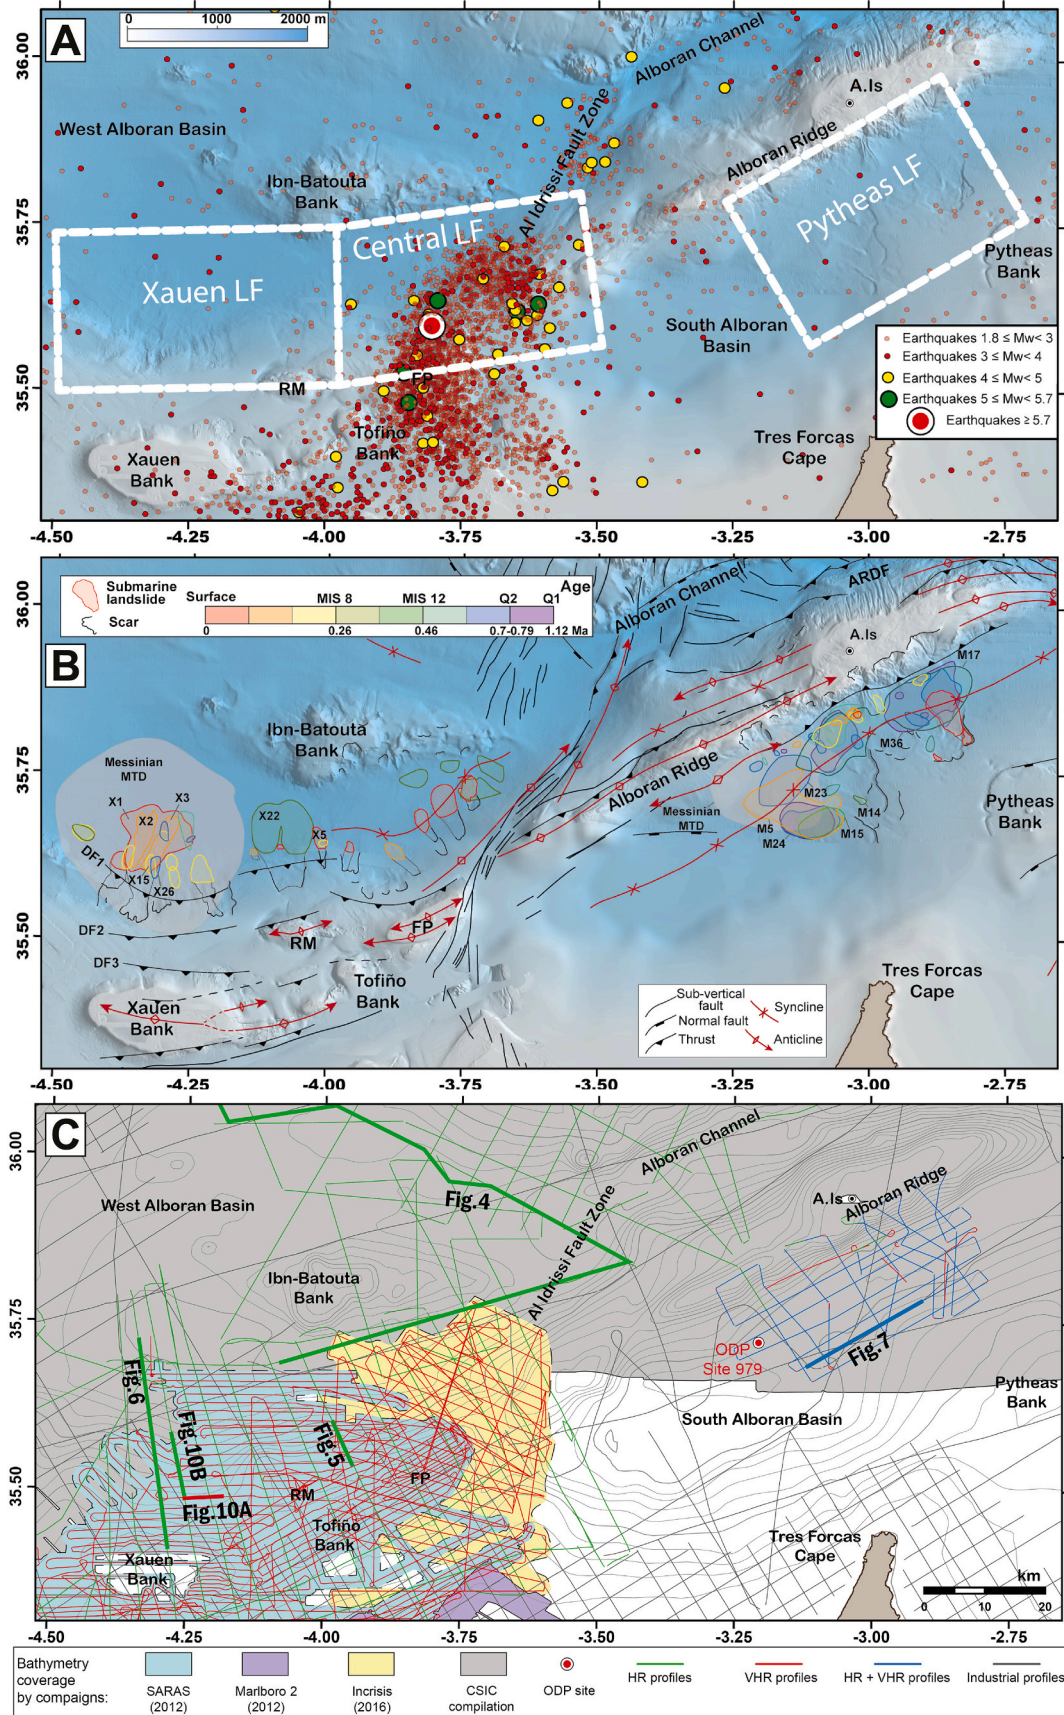 A
0 1000 2000 m
36.00
35.75
35.50
Alboran Channel
A.Is
West Alboran Basin
Al Idrissi Fault Zone
Alboran Ridge
Ibn-Batouta
Bank
Central LF
Pytheas LF
Xauen LF
Pytheas
Bank
South Alboran
Basin
RM
FP
Tofiño
Bank
Xauen
Bank
Tres Forcas
Cape
Earthquakes 1.8 ≤ Mw< 3
Earthquakes 3 ≤ Mw< 4
Earthquakes 4 ≤ Mw< 5
Earthquakes 5 ≤ Mw< 5.7
Earthquakes ≥ 5.7
-4.50 -4.25 -4.00 -3.75 -3.50 -3.25 -3.00 -2.75
B
Submarine
landslide
Scar
Age
Surface MIS 8 MIS 12 Q2 Q1
0 0.26 0.46 0.7-0.79 1.12 Ma
36.00
35.75
35.50
Alboran Channel
ARDF
A.Is
M17
Ibn-Batouta
Bank
Messinian
MTD
X1
X3
X2
X22
X5
DF1
X15
X26
DF2
DF3
RM
FP
Alboran Ridge
M36
M23
Messinian
MTD
M14
M5
M15
M24
Pytheas
Bank
Xauen
Bank
Tofiño
Bank
Tres Forcas
Cape
Sub-vertical
fault
Normal fault
Thrust
Syncline
Anticline
-4.50 -4.25 -4.00 -3.75 -3.50 -3.25 -3.00 -2.75
C
36.00
35.75
35.50
Alboran Channel
West Alboran Basin
Fig.4
A.Is
Alboran Ridge
Al Idrissi Fault Zone
Ibn-Batouta
Bank
ODP
Site 979
Fig.7
Fig.6
Fig.10B
Fig.5
Fig.10A
FP
RM
South Alboran Basin
Pytheas
Bank
Tofiño
Bank
Xauen
Bank
Tres Forcas
Cape
km
0 10 20
-4.50 -4.25 -4.00 -3.75 -3.50 -3.25 -3.00 -2.75
Bathymetry
coverage
by compaigns:
SARAS
(2012)
Marlboro 2
(2012)
Incrisis
(2016)
CSIC
compilation
ODP site
HR profiles
VHR profiles
HR + VHR profiles
Industrial profiles